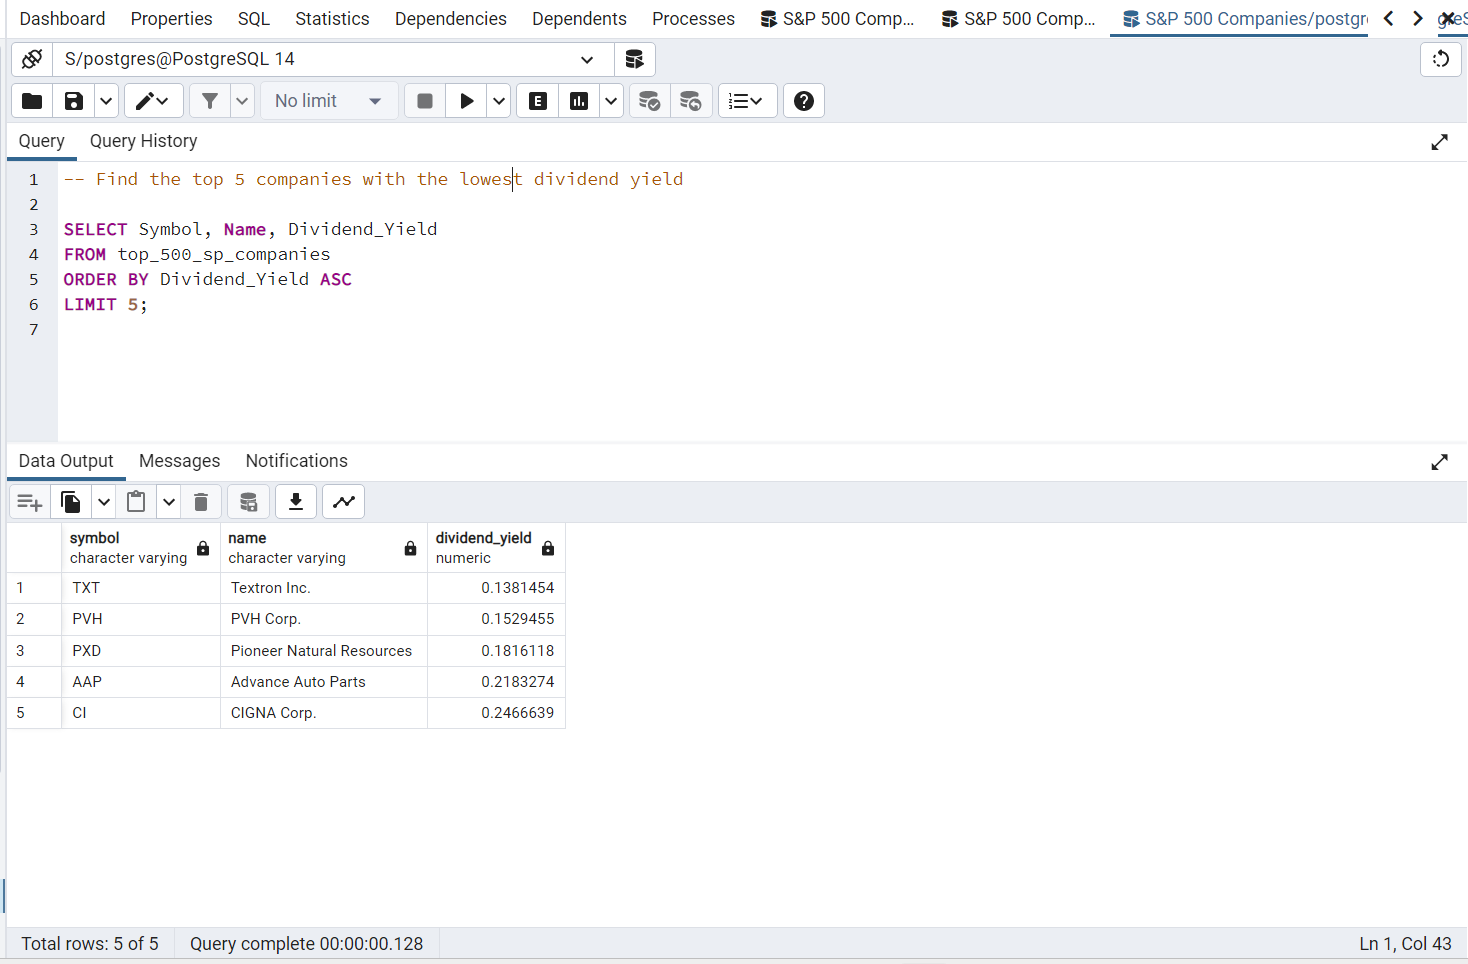 Dashboard Properties SQL Statistics Dependencies Dependents Processes S&P 500 Comp... S&P 500 Comp... S&P 500 Companies/postgr
S/postgres@PostgreSQL 14
No limit E
Query Query History
1 -- Find the top 5 companies with the lowest dividend yield
2
3 SELECT Symbol, Name, Dividend_Yield
4 FROM top_500_sp_companies
5 ORDER BY Dividend_Yield ASC
6 LIMIT 5;
7
Data Output Messages Notifications
symbol name dividend_yield
character varying character varying numeric
1 TXT Textron Inc. 0.1381454
2 PVH PVH Corp. 0.1529455
3 PXD Pioneer Natural Resources 0.1816118
4 AAP Advance Auto Parts 0.2183274
5 CI CIGNA Corp. 0.2466639
Total rows: 5 of 5 Query complete 00:00:00.128 Ln 1, Col 43